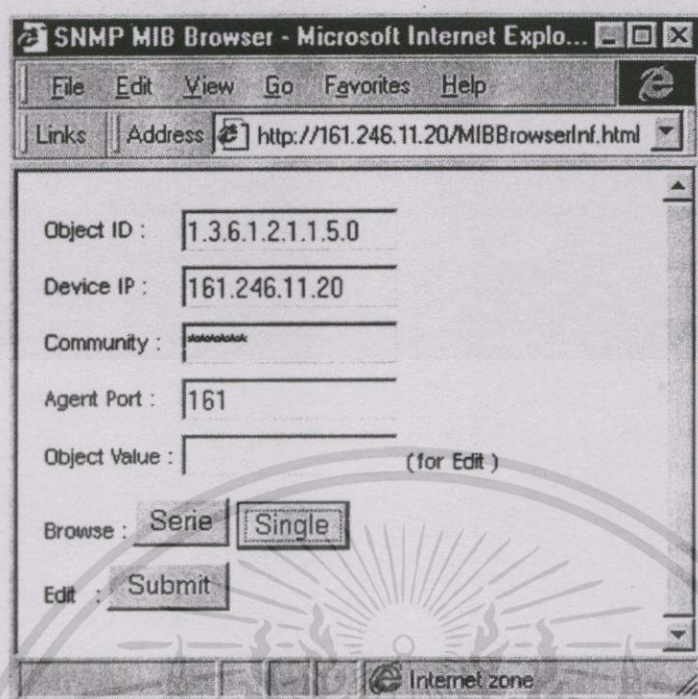 SNMP MIB Browser - Microsoft Internet Explo...
File Edit View Go Favorites Help
Links Address http://161.246.11.20/MIBBrowserInf.html
Object ID : 1.3.6.1.2.1.1.5.0
Device IP : 161.246.11.20
Community : *******
Agent Port : 161
Object Value : (for Edit )
Browse : Serie Single
Edit : Submit
Internet zone